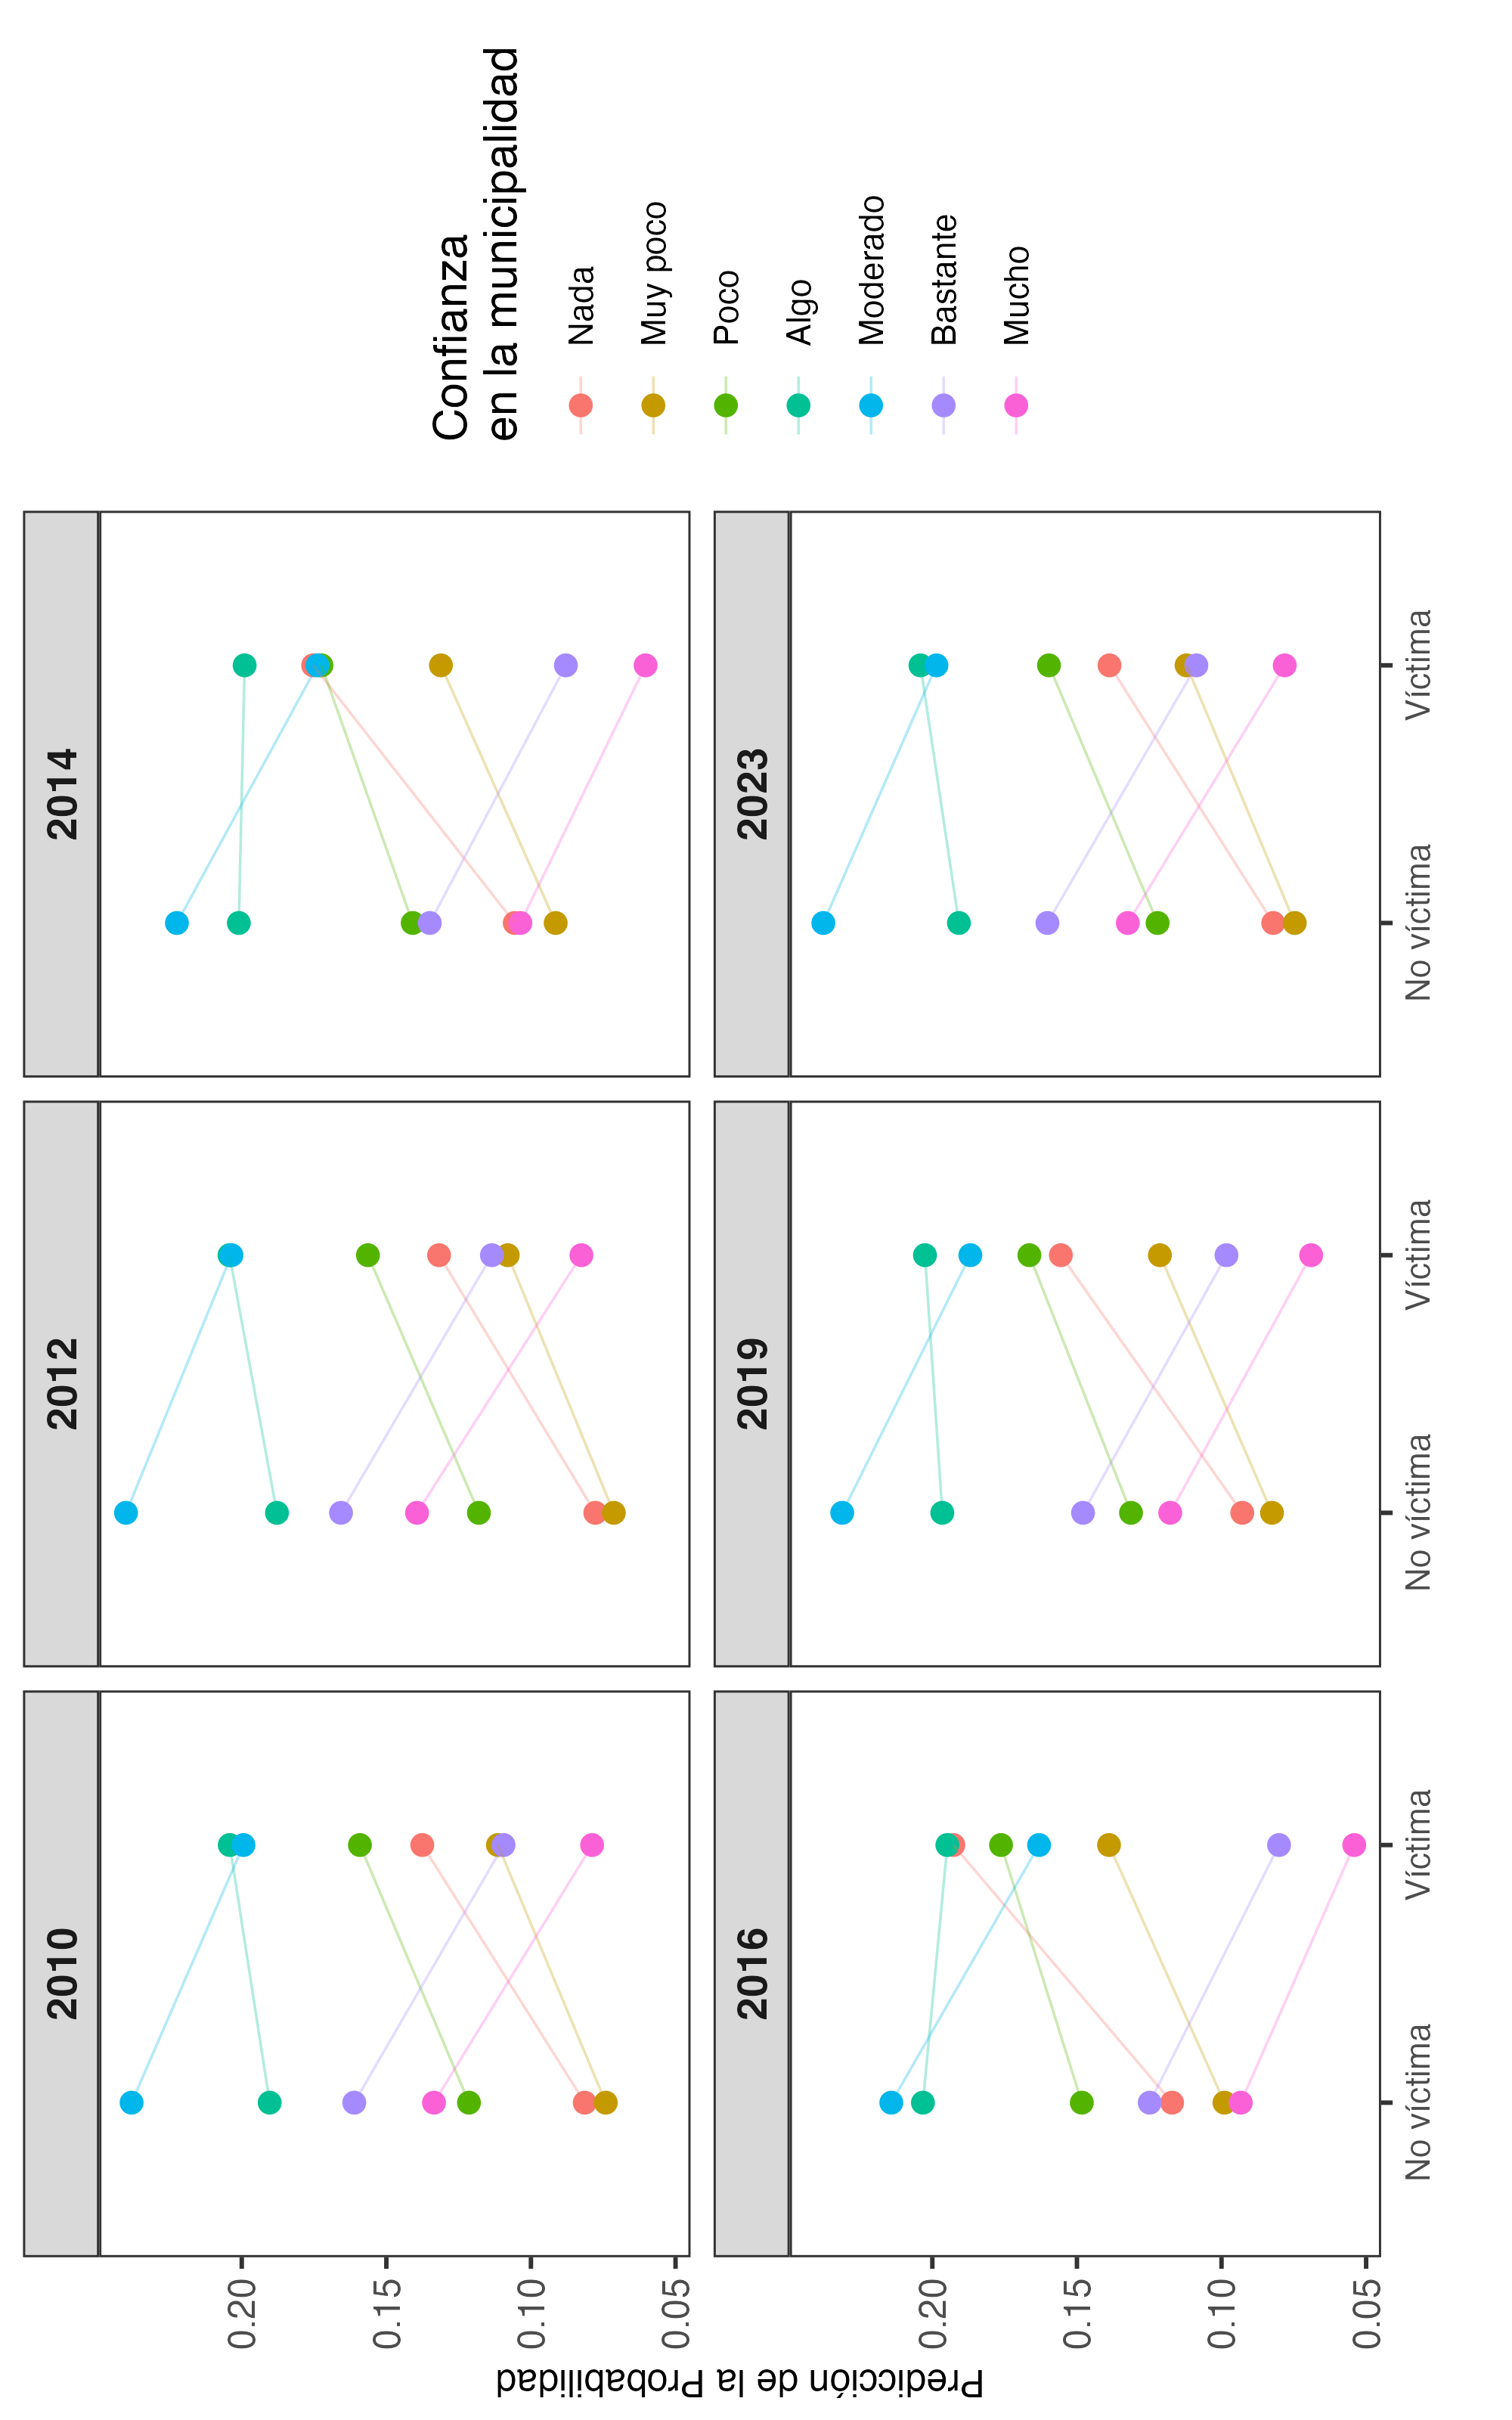 Predicción de la Probabilidad
2010
2012
2014
0.20
0.15
0.10
0.05
2016
2019
2023
0.20
0.15
0.10
0.05
No víctima
Víctima
No víctima
Víctima
No víctima
Víctima
Confianza
en la municipalidad
Nada
Muy poco
Poco
Algo
Moderado
Bastante
Mucho